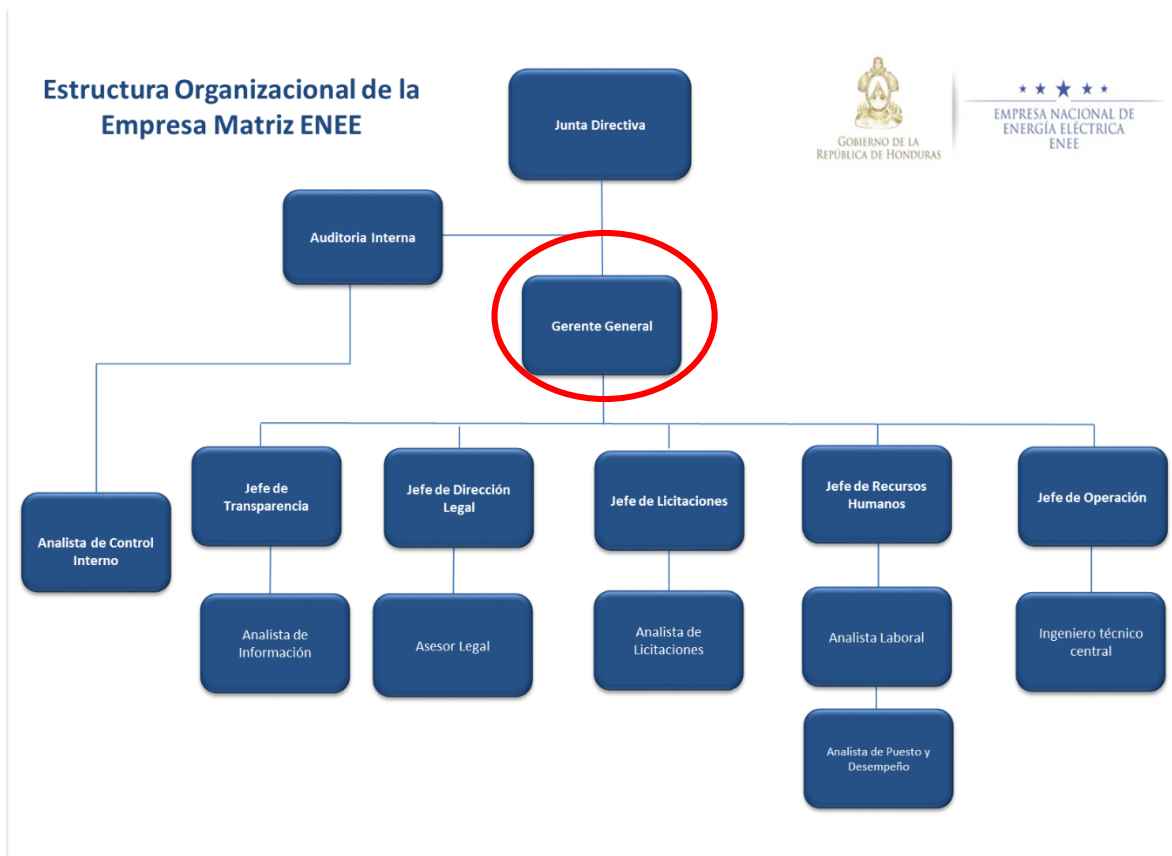 Estructura Organizacional de la
Empresa Matriz ENEE
Junta Directiva
GOBIERNO DE LA
REPÚBLICA DE HONDURAS
EMPRESA NACIONAL DE
ENERGÍA ELÉCTRICA
ENEE
Auditoria Interna
Gerente General
Analista de Control
Interno
Jefe de
Transparencia
Jefe de Dirección
Legal
Jefe de Licitaciones
Jefe de Recursos
Humanos
Jefe de Operación
Analista de
Información
Asesor Legal
Analista de
Licitaciones
Analista Laboral
Ingeniero técnico
central
Analista de Puesto y
Desempeño